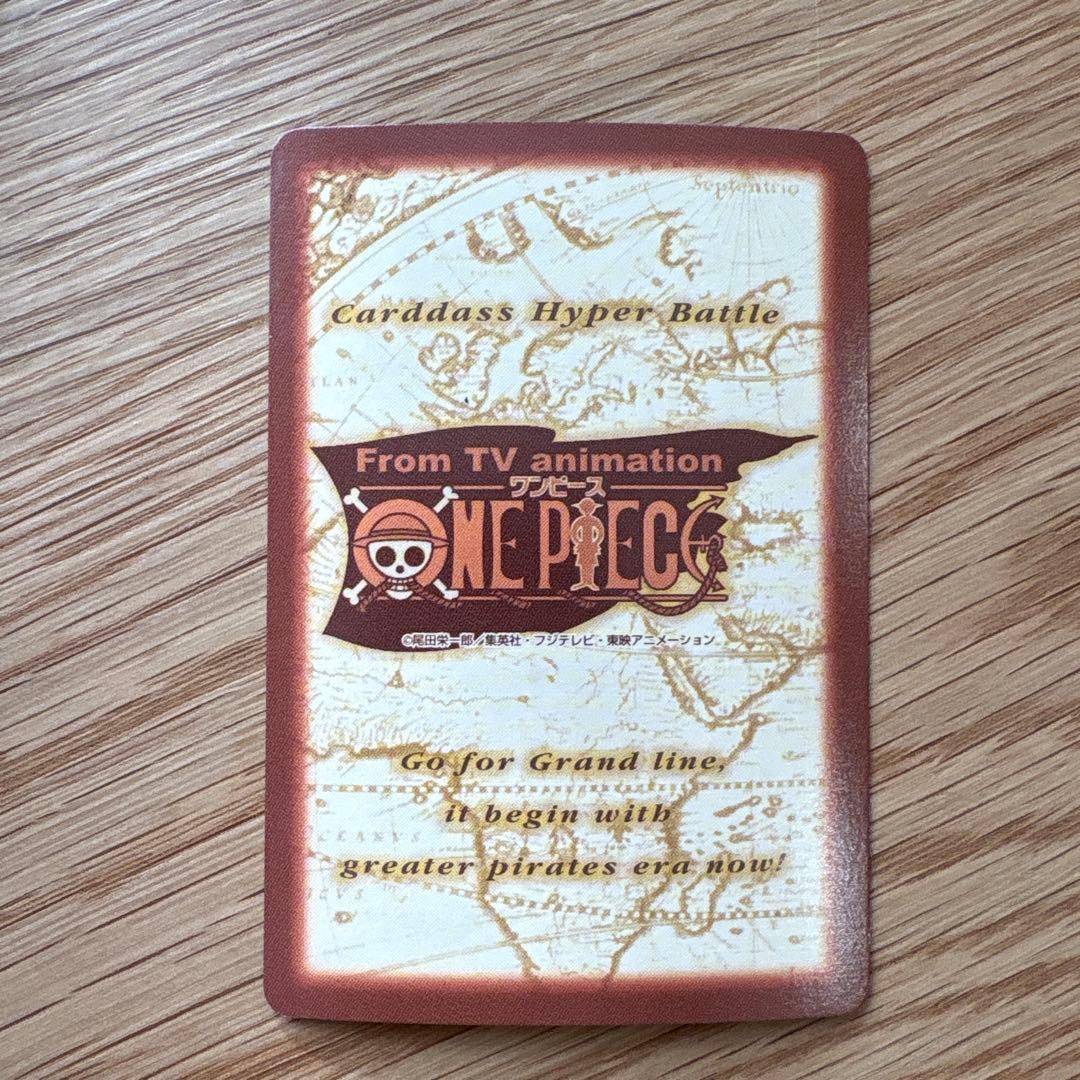 Septentrio
Carddass Hyper Battle
From TV animation
ワンピース
ONE PIECE
©尾田栄一郎／集英社・フジテレビ・東映アニメーション
Go for Grand line,
it begin with
OCEANVS
greater pirates era now!